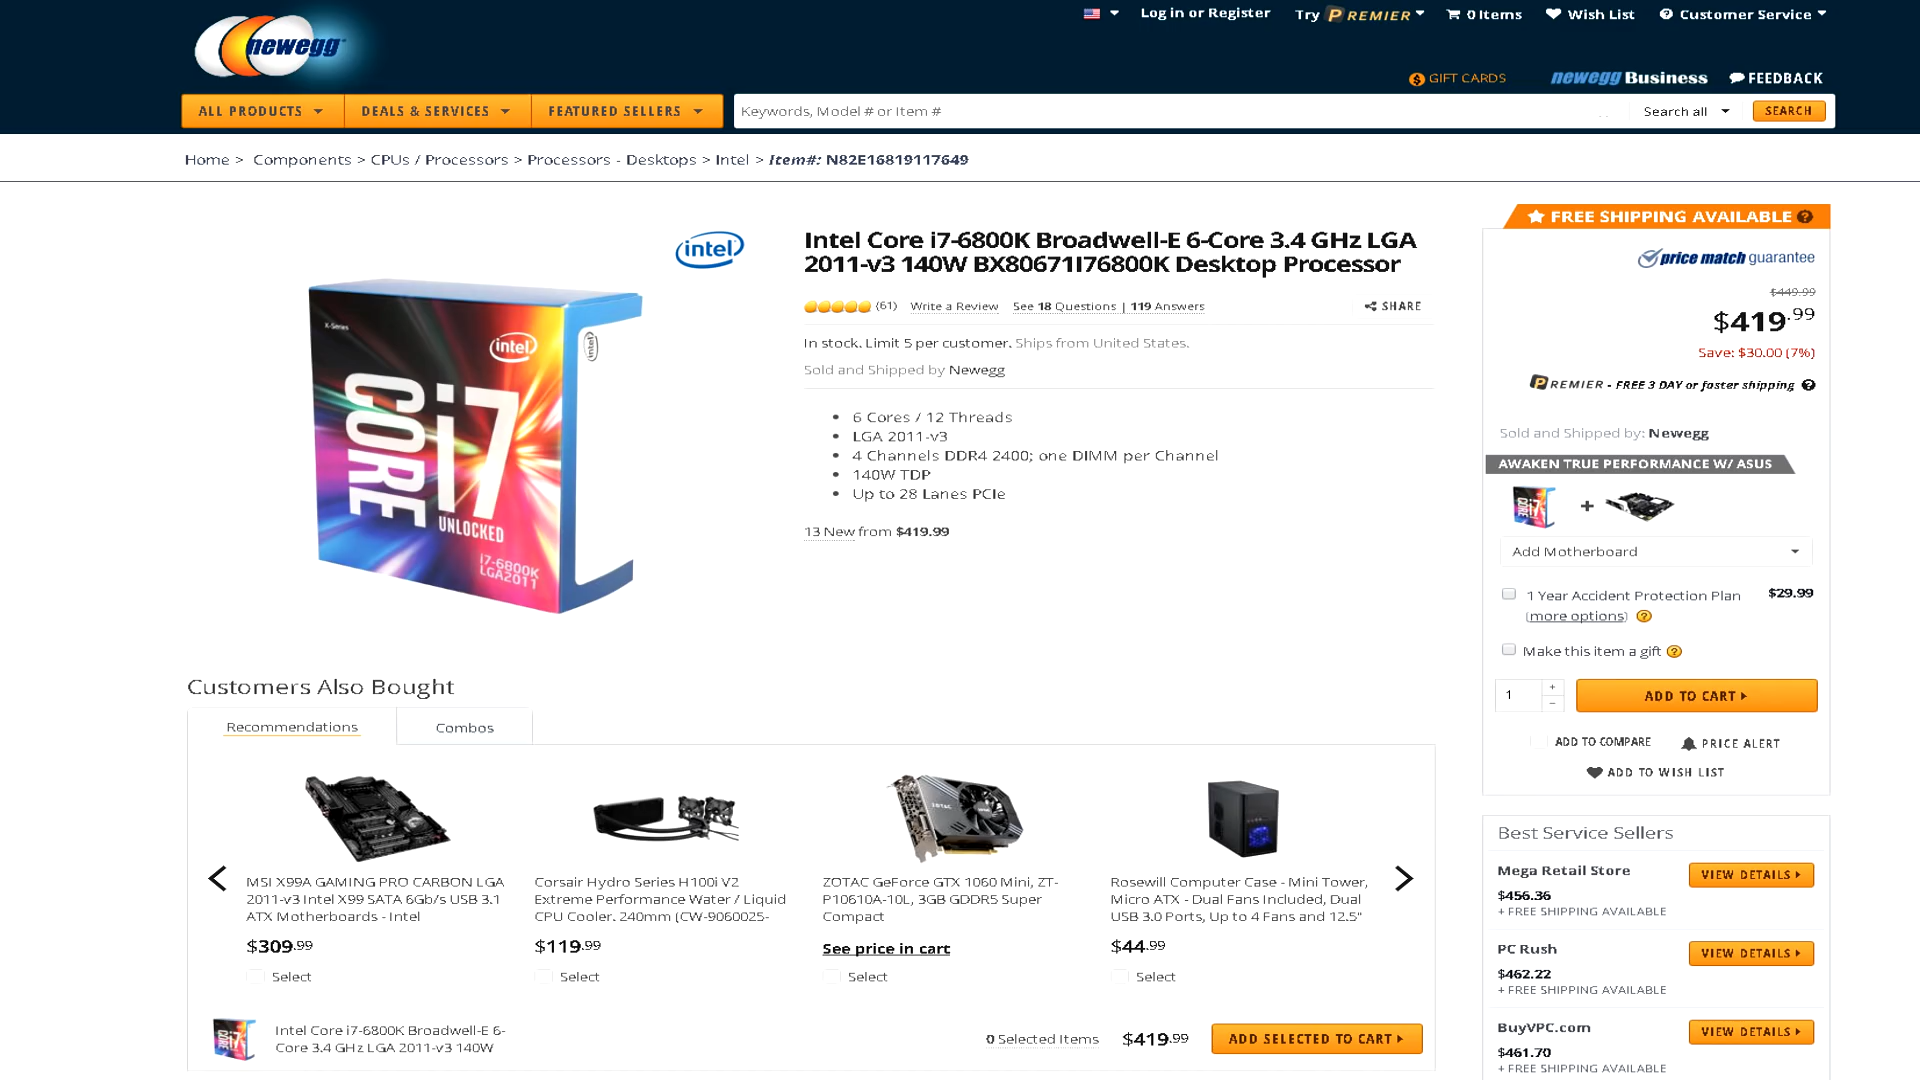 newegg
Log in or Register
Try PREMIER
0 Items
Wish List
Customer Service
GIFT CARDS
newegg Business
FEEDBACK
ALL PRODUCTS
DEALS & SERVICES
FEATURED SELLERS
Keywords, Model # or Item #
Search all
SEARCH
Home > Components > CPUs / Processors > Processors - Desktops > Intel > Item#: N82E16819117649
intel
X-Series
intel
intel
CORE i7
UNLOCKED
i7-6800K
LGA2011
Intel Core i7-6800K Broadwell-E 6-Core 3.4 GHz LGA
2011-v3 140W BX80671I76800K Desktop Processor
(61) Write a Review See 18 Questions | 119 Answers
SHARE
In stock. Limit 5 per customer. Ships from United States.
Sold and Shipped by Newegg
• 6 Cores / 12 Threads
• LGA 2011-v3
• 4 Channels DDR4 2400; one DIMM per Channel
• 140W TDP
• Up to 28 Lanes PCIe
13 New from $419.99
FREE SHIPPING AVAILABLE ?
price match guarantee
$449.99
$419.99
Save: $30.00 (7%)
PREMIER - FREE 3 DAY or faster shipping ?
Sold and Shipped by: Newegg
AWAKEN TRUE PERFORMANCE W/ ASUS
+
Add Motherboard
1 Year Accident Protection Plan $29.99
(more options) ?
Make this item a gift ?
1 + −
ADD TO CART
ADD TO COMPARE
PRICE ALERT
ADD TO WISH LIST
Customers Also Bought
Recommendations
Combos
MSI X99A GAMING PRO CARBON LGA
2011-v3 Intel X99 SATA 6Gb/s USB 3.1
ATX Motherboards - Intel
$309.99
Select
Corsair Hydro Series H100i V2
Extreme Performance Water / Liquid
CPU Cooler. 240mm (CW-9060025-
$119.99
Select
ZOTAC
ZOTAC GeForce GTX 1060 Mini, ZT-
P10610A-10L, 3GB GDDR5 Super
Compact
See price in cart
Select
Rosewill Computer Case - Mini Tower,
Micro ATX - Dual Fans Included, Dual
USB 3.0 Ports, Up to 4 Fans and 12.5"
$44.99
Select
Intel Core i7-6800K Broadwell-E 6-
Core 3.4 GHz LGA 2011-v3 140W
0 Selected Items
$419.99
ADD SELECTED TO CART
Best Service Sellers
Mega Retail Store
$456.36
+ FREE SHIPPING AVAILABLE
VIEW DETAILS
PC Rush
$462.22
+ FREE SHIPPING AVAILABLE
VIEW DETAILS
BuyVPC.com
$461.70
+ FREE SHIPPING AVAILABLE
VIEW DETAILS